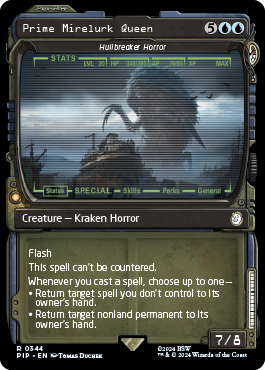 Prime Mirelurk Queen 5
Hullbreaker Horror
STATS
LVL 20 HP AP XP MAX
Status S.P.E.C.I.A.L. Skills Perks General
Creature — Kraken Horror
Flash
This spell can't be countered.
Whenever you cast a spell, choose up to one —
• Return target spell you don't control to its
owner's hand.
• Return target nonland permanent to its
owner's hand.
7/8
R 0344 ©2024 BSW
PIP • EN Tomas Duchek ™ & © 2024 Wizards of the Coast